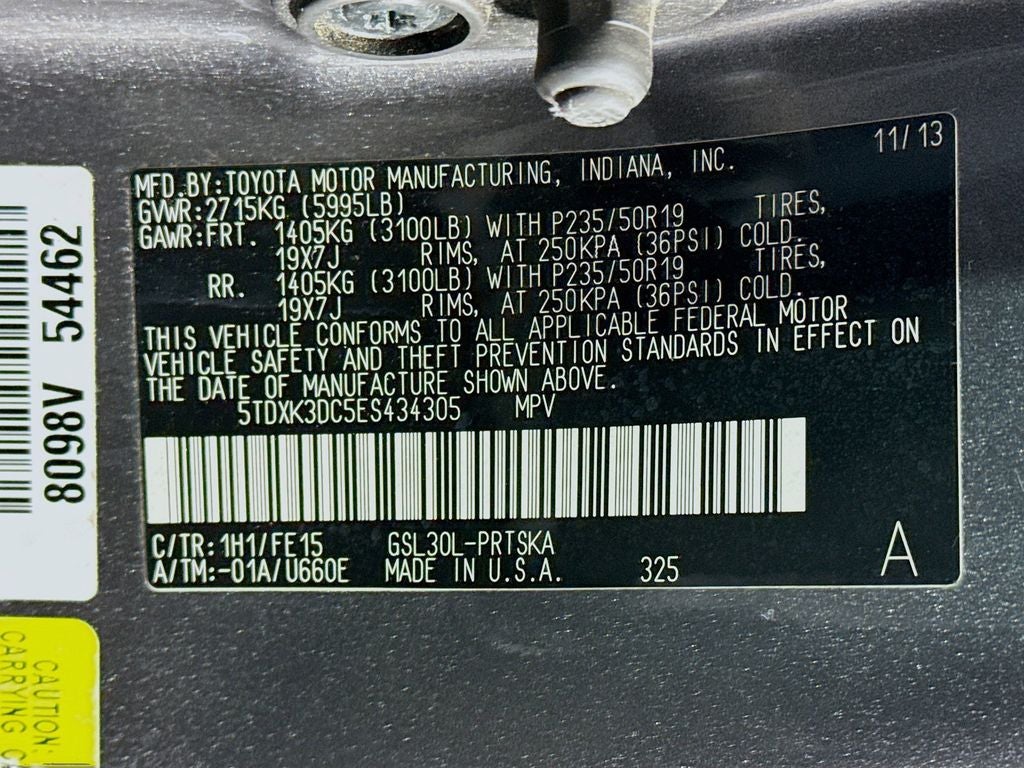 11/13
MFD.BY:TOYOTA MOTOR MANUFACTURING, INDIANA, INC.
GVWR:2715KG (5995LB)
GAWR:FRT. 1405KG (3100LB) WITH P235/50R19 TIRES,
19X7J RIMS, AT 250KPA (36PSI) COLD.
RR. 1405KG (3100LB) WITH P235/50R19 TIRES,
19X7J RIMS, AT 250KPA (36PSI) COLD.
THIS VEHICLE CONFORMS TO ALL APPLICABLE FEDERAL MOTOR
VEHICLE SAFETY AND THEFT PREVENTION STANDARDS IN EFFECT ON
THE DATE OF MANUFACTURE SHOWN ABOVE.
5TDXK3DC5ES434305 MPV
C/TR:1H1/FE15 GSL30L-PRTSKA
A/TM:-01A/U660E MADE IN U.S.A. 325
A
8098V 54462
CAUTION:
CARRYING